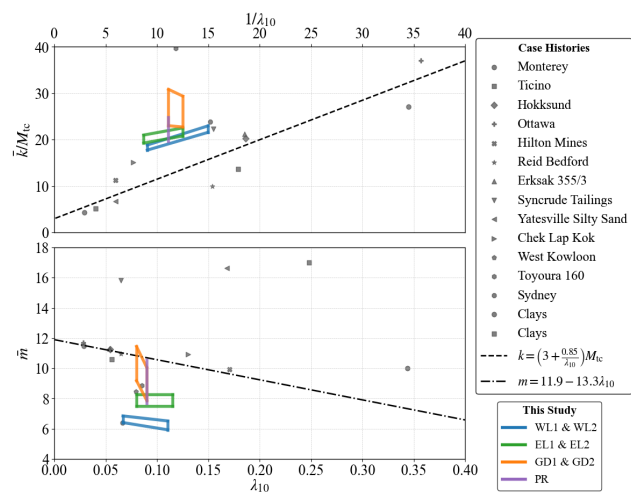 1/λ₁₀
0 5 10 15 20 25 30 35 40
40
30
20
10
0
k̄/M_tc
18
16
14
12
10
8
6
4
m̄
0.00 0.05 0.10 0.15 0.20 0.25 0.30 0.35 0.40
λ₁₀
Case Histories
Monterey
Ticino
Hokksund
Ottawa
Hilton Mines
Reid Bedford
Erksak 355/3
Syncrude Tailings
Yatesville Silty Sand
Chek Lap Kok
West Kowloon
Toyoura 160
Sydney
Clays
Clays
k = (3 + 0.85/λ₁₀)M_tc
m = 11.9 − 13.3λ₁₀
This Study
WL1 & WL2
EL1 & EL2
GD1 & GD2
PR